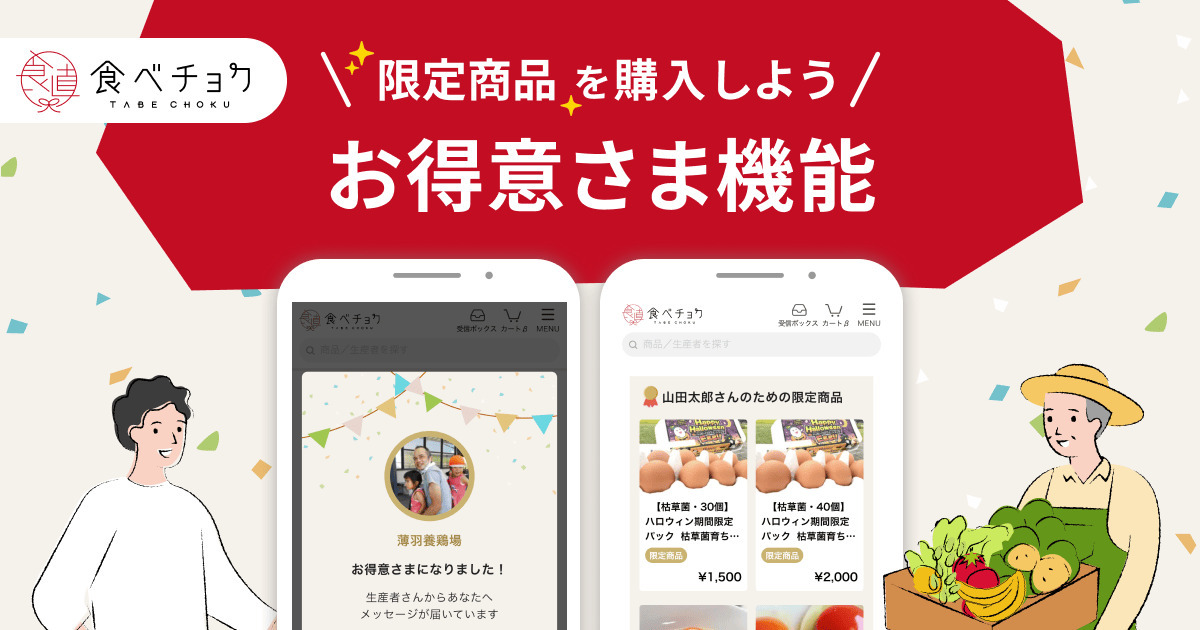 食べチョク
TABE CHOKU
限定商品を購入しよう
お得意さま機能
食べチョク
TABE CHOKU
受信ボックス カートβ MENU
商品/生産者を探す
薄羽養鶏場
お得意さまになりました!
生産者さんからあなたへ
メッセージが届いています
食べチョク
TABE CHOKU
受信ボックス カートβ MENU
商品/生産者を探す
山田太郎さんのための限定商品
Happy
Halloween
【枯草菌・30個】
ハロウィン期間限定
パック 枯草菌育ち…
限定商品
¥1,500
Happy
Halloween
【枯草菌・40個】
ハロウィン期間限定
パック 枯草菌育ち…
限定商品
¥2,000